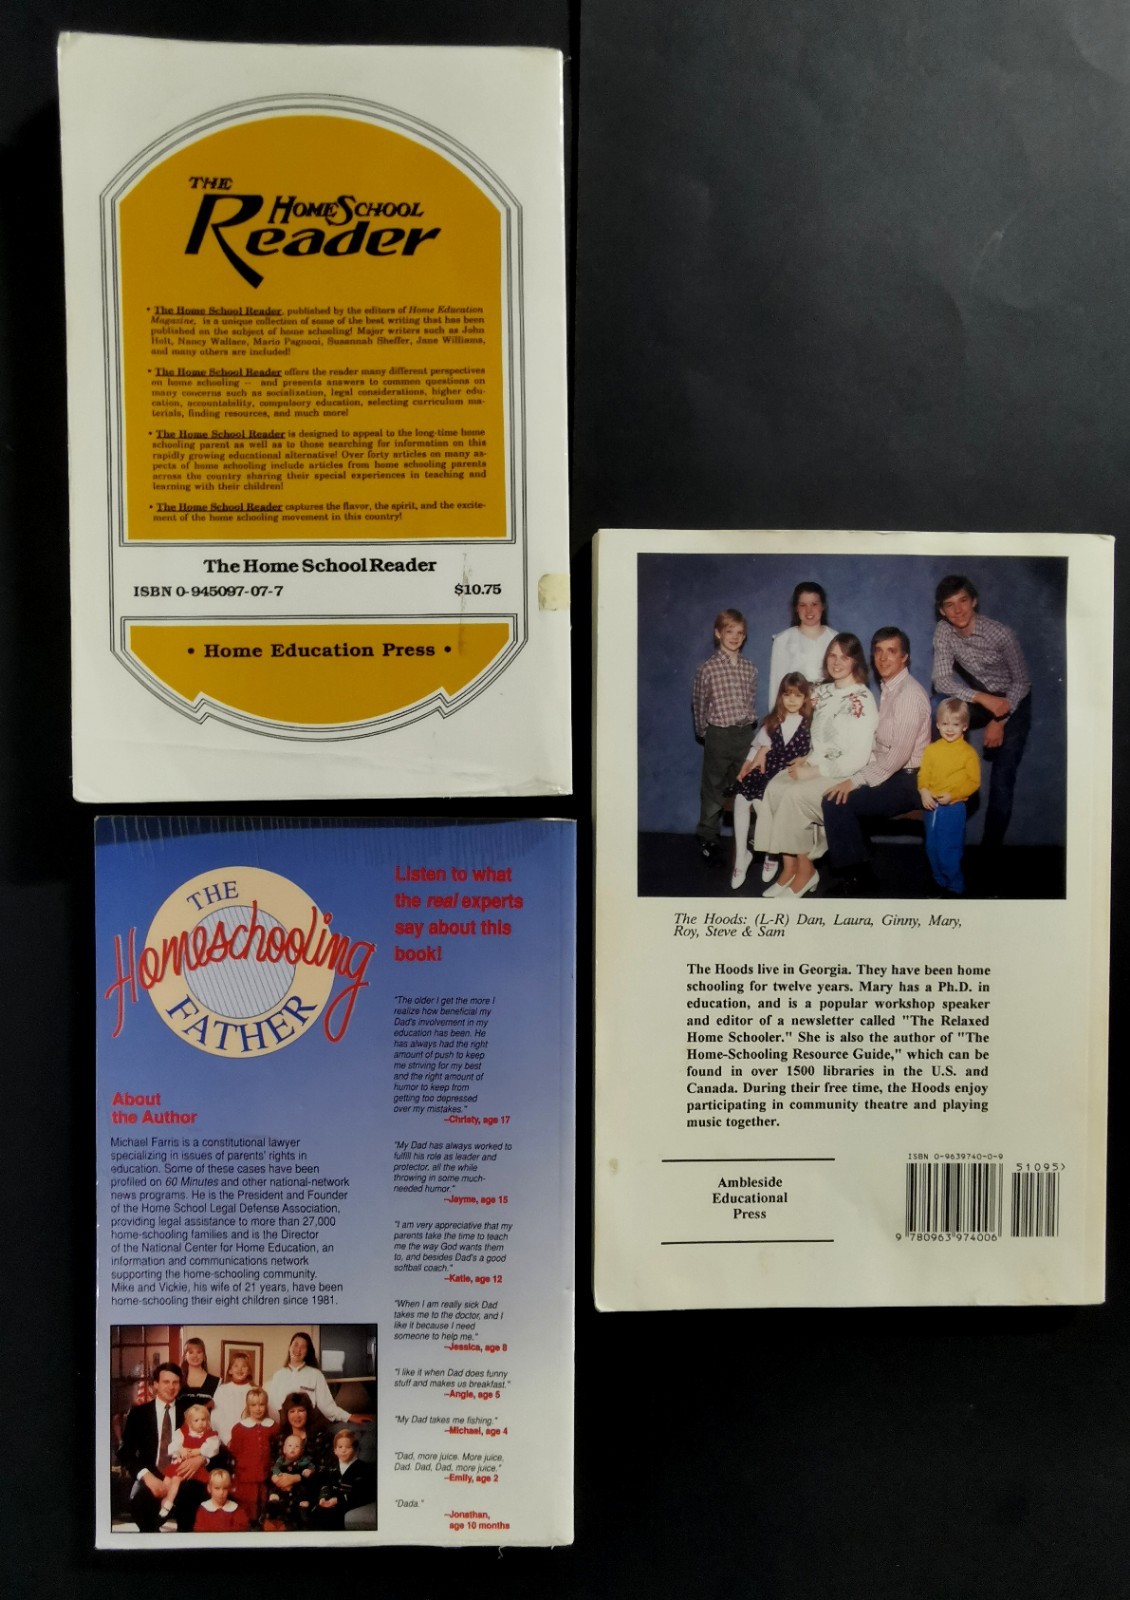 THE
HOMESCHOOL
Reader
• The Home School Reader, published by the editors of Home Education
Magazine, is a unique collection of some of the best writing that has been
published on the subject of home schooling! Major writers such as John
Holt, Nancy Wallace, Mario Pagnoni, Susannah Sheffer, Jane Williams,
and many others are included!
• The Home School Reader offers the reader many different perspectives
on home schooling — and presents answers to common questions on
many concerns such as socialization, legal considerations, higher edu-
cation, accountability, compulsory education, selecting curriculum ma-
terials, finding resources, and much more!
• The Home School Reader is designed to appeal to the long-time home
schooling parent as well as to those searching for information on this
rapidly growing educational alternative! Over forty articles on many as-
pects of home schooling include articles from home schooling parents
across the country sharing their special experiences in teaching and
learning with their children!
• The Home School Reader captures the flavor, the spirit, and the excite-
ment of the home schooling movement in this country!
The Home School Reader
ISBN 0-945097-07-7 $10.75
• Home Education Press •
THE
Homeschooling
FATHER
About
the Author
Michael Farris is a constitutional lawyer
specializing in issues of parents' rights in
education. Some of these cases have been
profiled on 60 Minutes and other national-network
news programs. He is the President and Founder
of the Home School Legal Defense Association,
providing legal assistance to more than 27,000
home-schooling families and is the Director
of the National Center for Home Education, an
information and communications network
supporting the home-schooling community.
Mike and Vickie, his wife of 21 years, have been
home-schooling their eight children since 1981.
Listen to what
the real experts
say about this
book!
"The older I get the more I
realize how beneficial my
Dad's involvement in my
education has been. He
has always had the right
amount of push to keep
me striving for my best
and the right amount of
humor to keep from
getting too depressed
over my mistakes."
—Christy, age 17
"My Dad has always worked to
fulfill his role as leader and
protector, all the while
throwing in some much-
needed humor."
—Jayme, age 15
"I am very appreciative that my
parents take the time to teach
me the way God wants them
to, and besides Dad's a good
softball coach."
—Katie, age 12
"When I am really sick Dad
takes me to the doctor, and I
like it because I need
someone to help me."
—Jessica, age 8
"I like it when Dad does funny
stuff and makes us breakfast."
—Angie, age 5
"My Dad takes me fishing."
—Michael, age 4
"Dad, more juice. More juice,
Dad. Dad, Dad, more juice."
—Emily, age 2
"Dada."
—Jonathan,
age 10 months
The Hoods: (L-R) Dan, Laura, Ginny, Mary,
Roy, Steve & Sam
The Hoods live in Georgia. They have been home
schooling for twelve years. Mary has a Ph.D. in
education, and is a popular workshop speaker
and editor of a newsletter called "The Relaxed
Home Schooler." She is also the author of "The
Home-Schooling Resource Guide," which can be
found in over 1500 libraries in the U.S. and
Canada. During their free time, the Hoods enjoy
participating in community theatre and playing
music together.
Ambleside
Educational
Press
ISBN 0-9639740-0-9
51095>
9 780963 974006